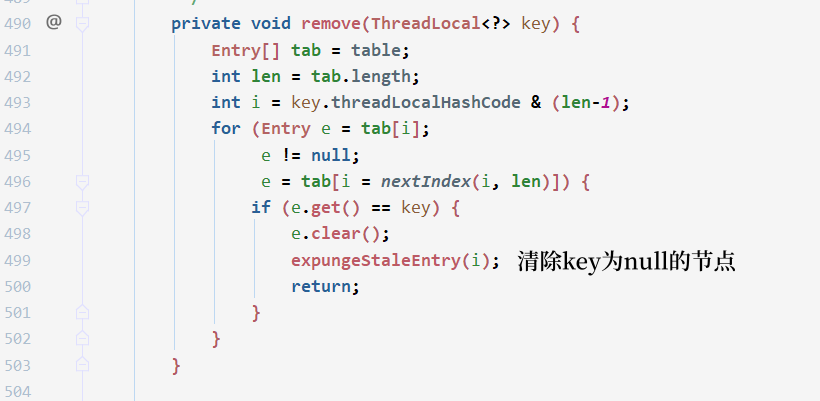 490 @ private void remove(ThreadLocal<?> key) {
491 Entry[] tab = table;
492 int len = tab.length;
493 int i = key.threadLocalHashCode & (len-1);
494 for (Entry e = tab[i];
495 e != null;
496 e = tab[i = nextIndex(i, len)]) {
497 if (e.get() == key) {
498 e.clear();
499 expungeStaleEntry(i); 清除key为null的节点
500 return;
501 }
502 }
503 }
504